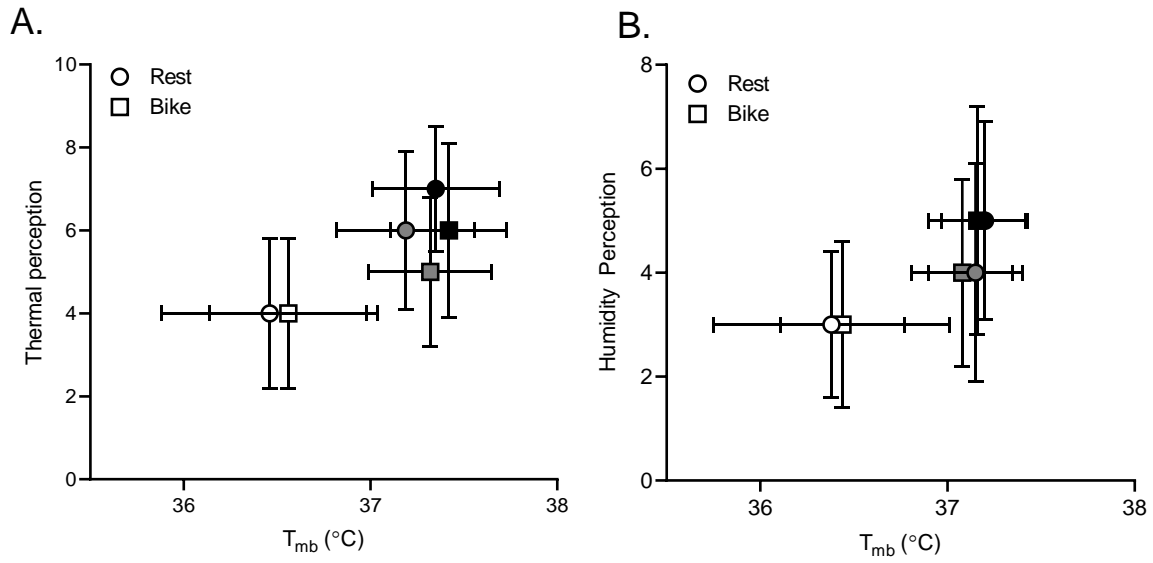 A.
10
8
6
4
2
0
Thermal perception
Rest
Bike
36
37
38
Tmb (°C)
B.
8
6
4
2
0
Humidity Perception
Rest
Bike
36
37
38
Tmb (°C)